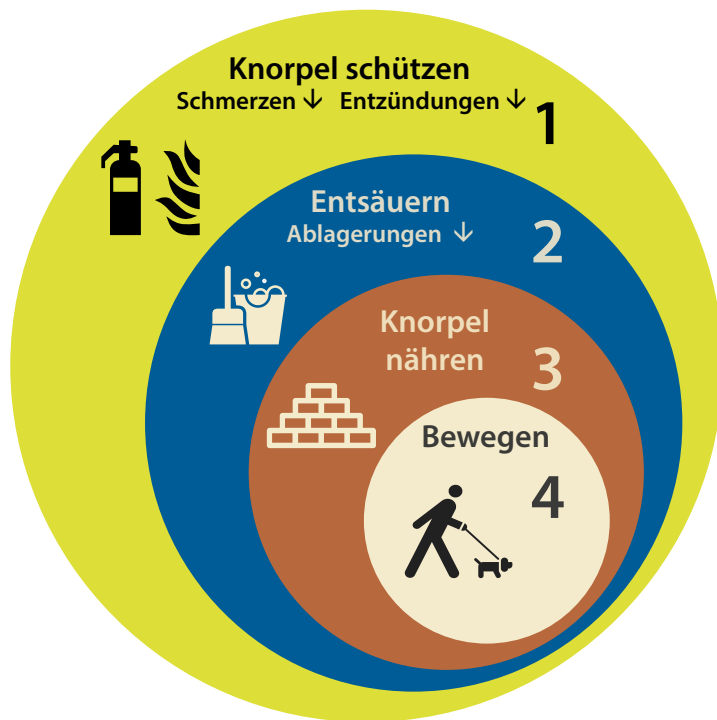 Knorpel schützen
Schmerzen ↓ Entzündungen ↓
1
Entsäuern
Ablagerungen ↓
2
Knorpel
nähren
3
Bewegen
4